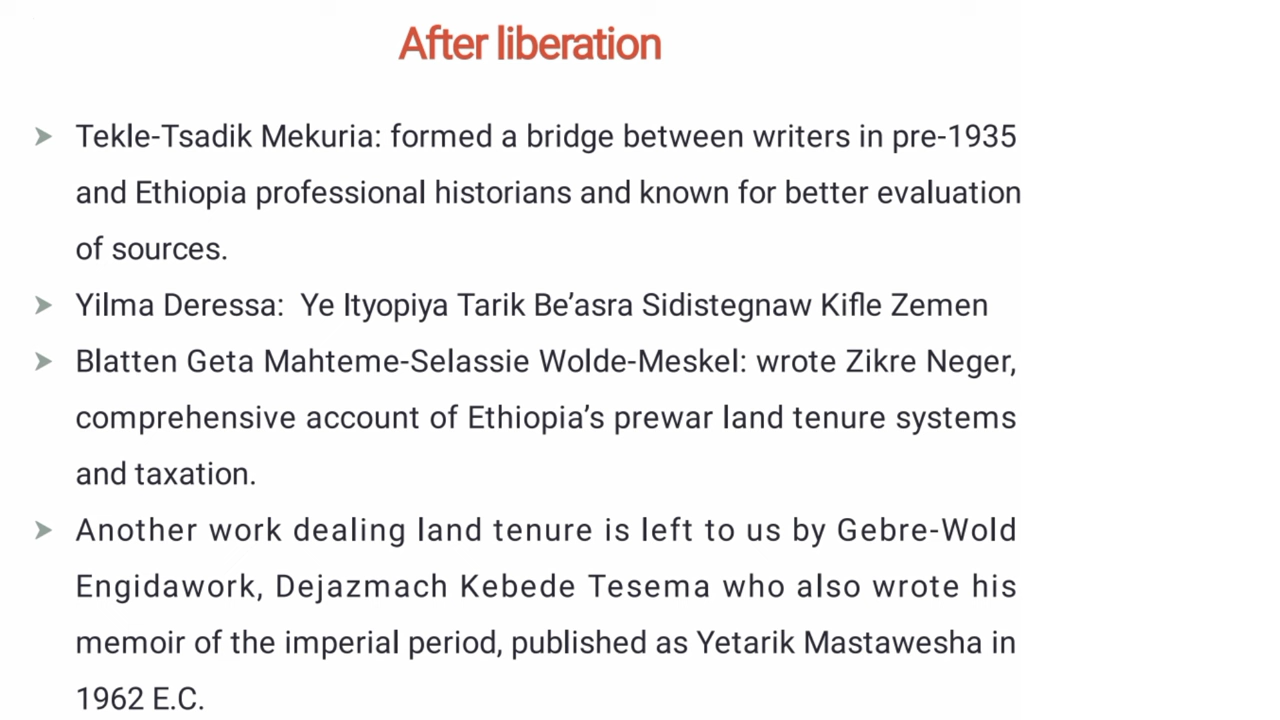 After liberation
➤ Tekle-Tsadik Mekuria: formed a bridge between writers in pre-1935
and Ethiopia professional historians and known for better evaluation
of sources.
➤ Yilma Deressa:  Ye Ityopiya Tarik Be’asra Sidistegnaw Kifle Zemen
➤ Blatten Geta Mahteme-Selassie Wolde-Meskel: wrote Zikre Neger,
comprehensive account of Ethiopia’s prewar land tenure systems
and taxation.
➤ Another work dealing land tenure is left to us by Gebre-Wold
Engidawork, Dejazmach Kebede Tesema who also wrote his
memoir of the imperial period, published as Yetarik Mastawesha in
1962 E.C.